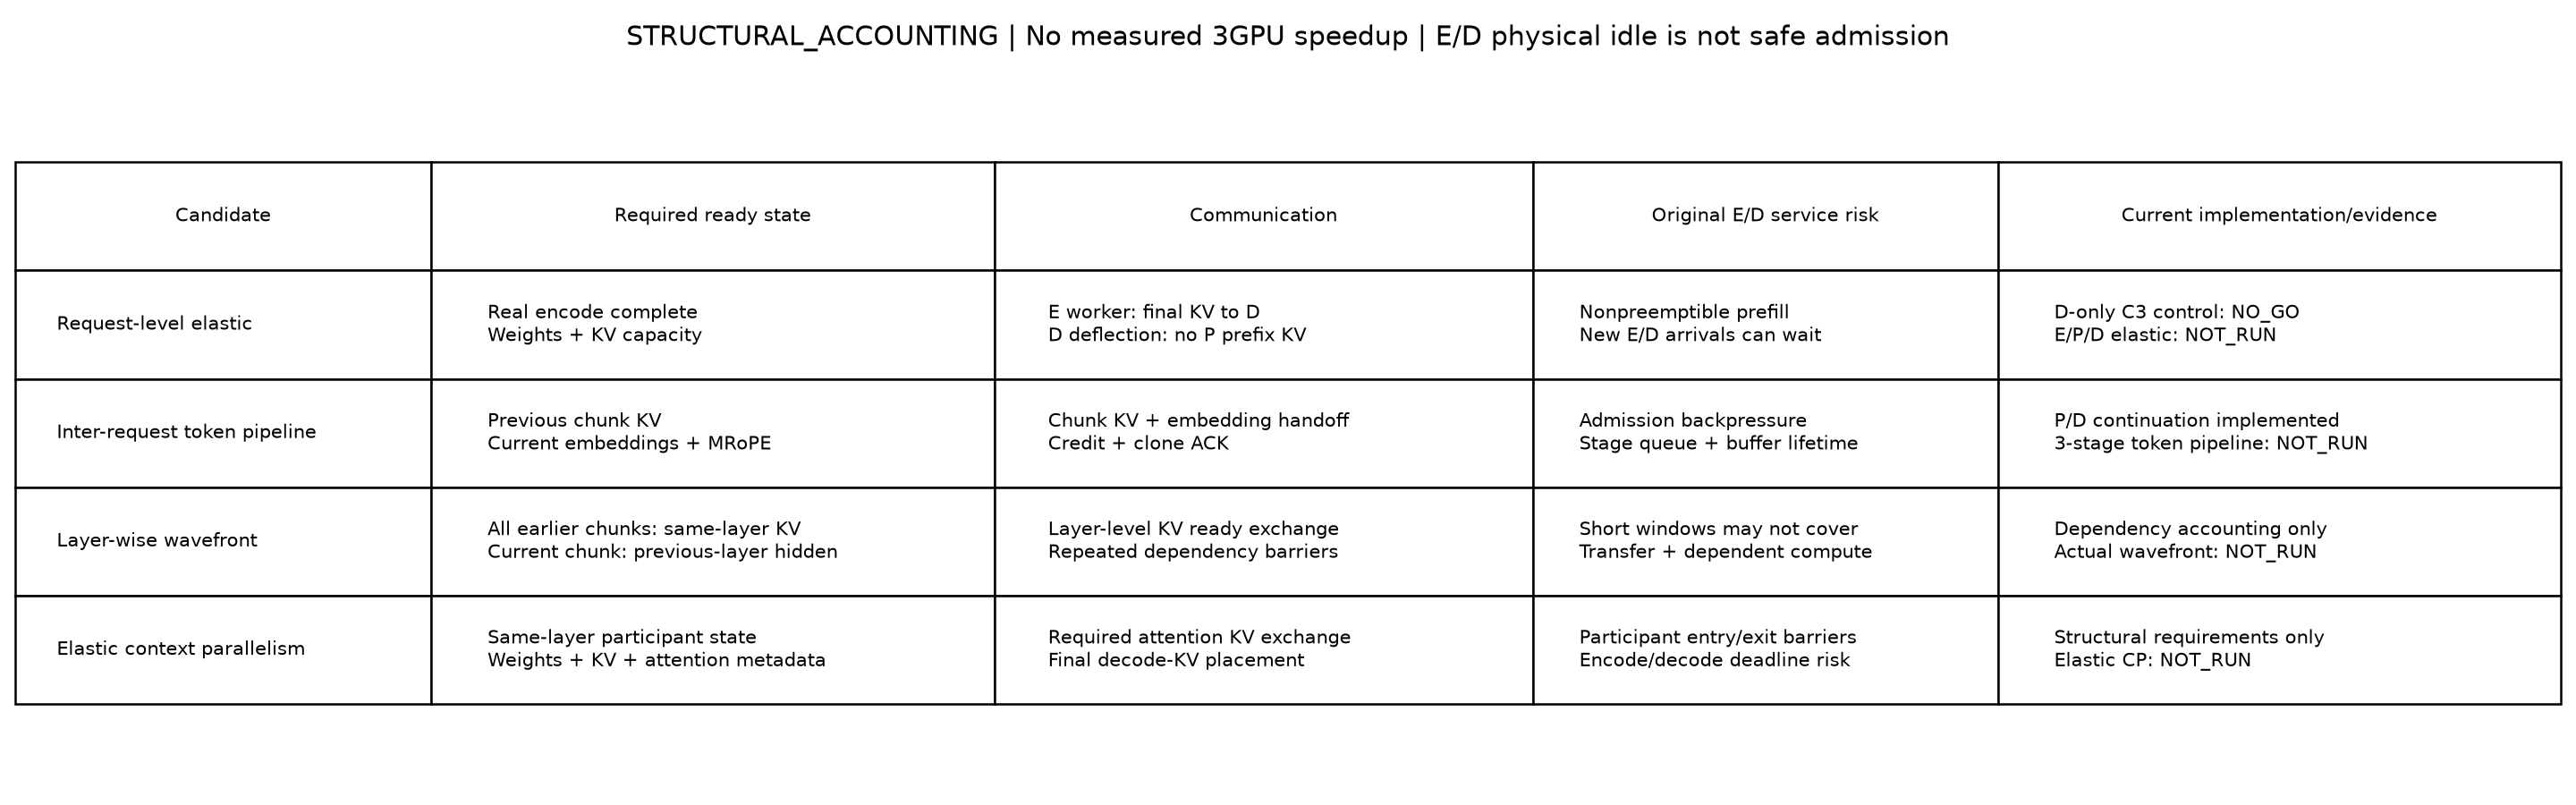 STRUCTURAL_ACCOUNTING | No measured 3GPU speedup | E/D physical idle is not safe admission
Candidate
Required ready state
Communication
Original E/D service risk
Current implementation/evidence
Request-level elastic
Real encode complete
Weights + KV capacity
E worker: final KV to D
D deflection: no P prefix KV
Nonpreemptible prefill
New E/D arrivals can wait
D-only C3 control: NO_GO
E/P/D elastic: NOT_RUN
Inter-request token pipeline
Previous chunk KV
Current embeddings + MRoPE
Chunk KV + embedding handoff
Credit + clone ACK
Admission backpressure
Stage queue + buffer lifetime
P/D continuation implemented
3-stage token pipeline: NOT_RUN
Layer-wise wavefront
All earlier chunks: same-layer KV
Current chunk: previous-layer hidden
Layer-level KV ready exchange
Repeated dependency barriers
Short windows may not cover
Transfer + dependent compute
Dependency accounting only
Actual wavefront: NOT_RUN
Elastic context parallelism
Same-layer participant state
Weights + KV + attention metadata
Required attention KV exchange
Final decode-KV placement
Participant entry/exit barriers
Encode/decode deadline risk
Structural requirements only
Elastic CP: NOT_RUN